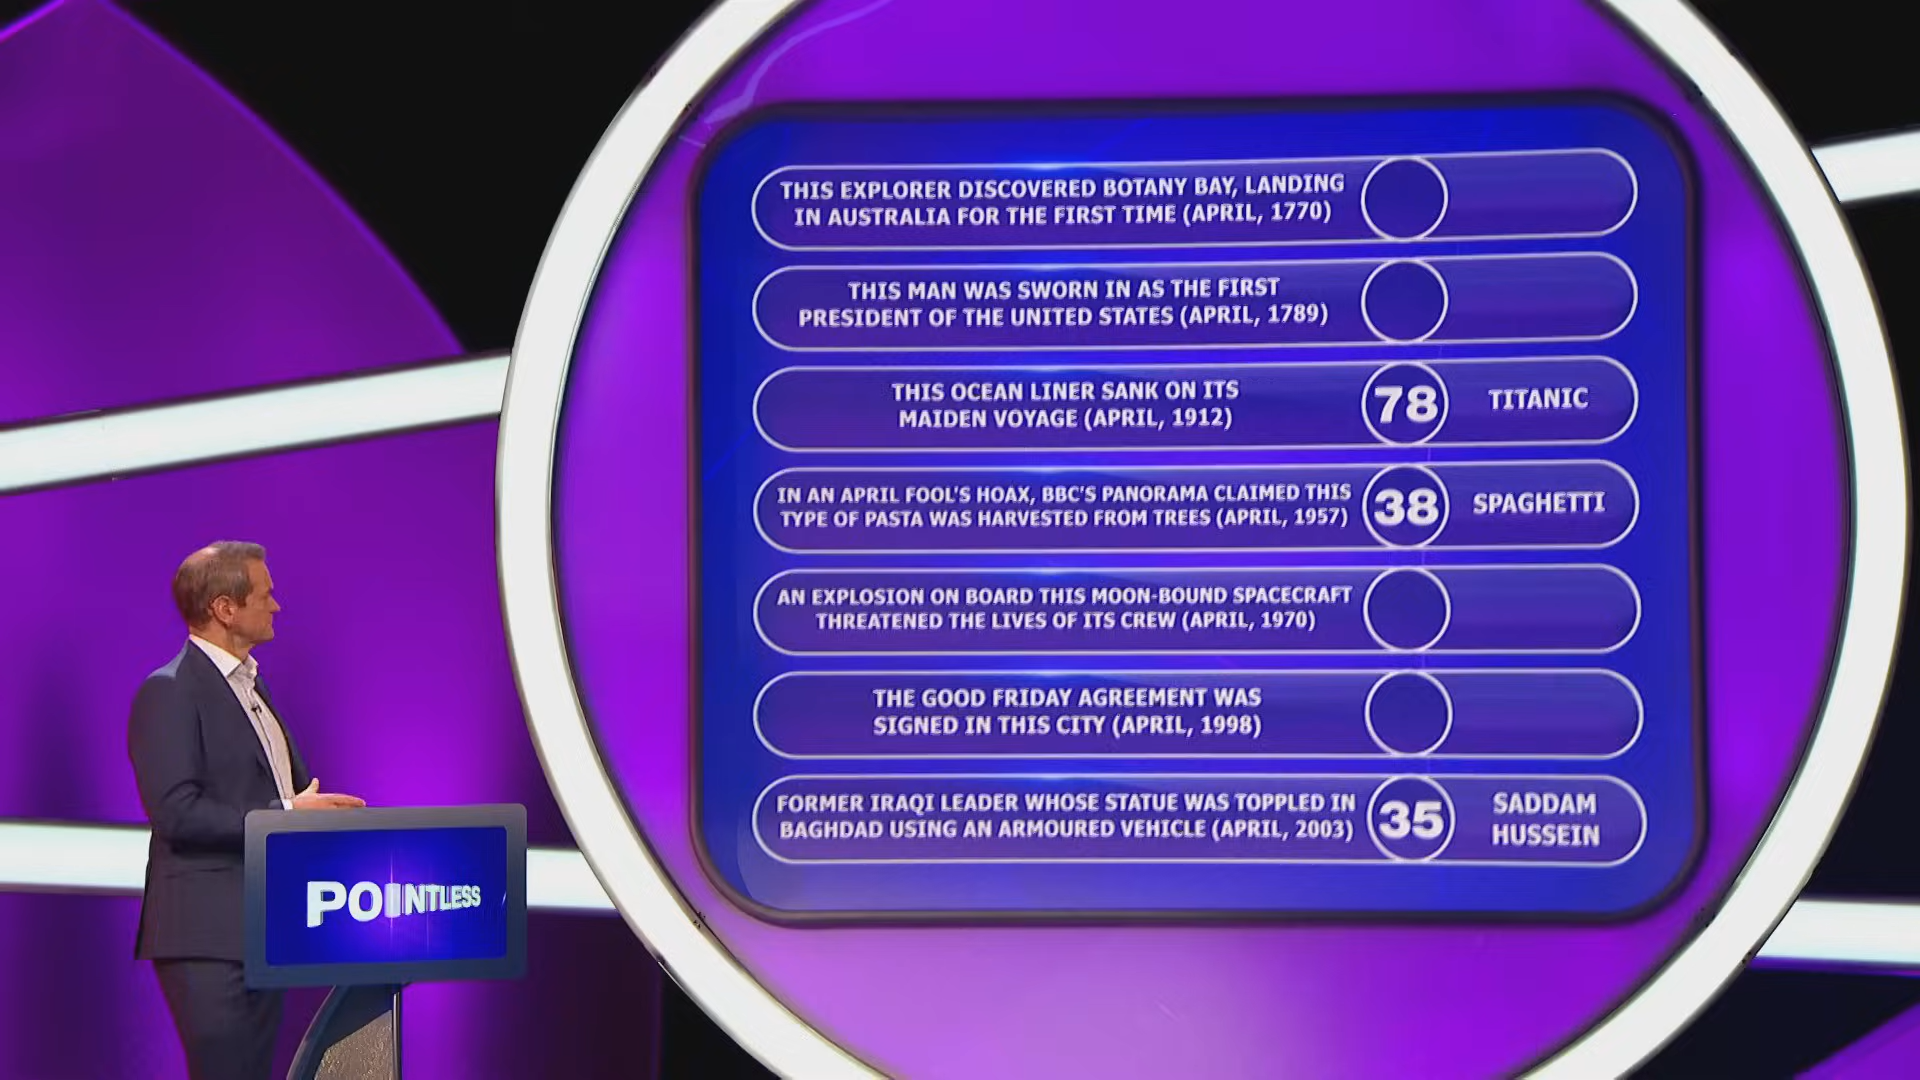 THIS EXPLORER DISCOVERED BOTANY BAY, LANDING
IN AUSTRALIA FOR THE FIRST TIME (APRIL, 1770)
THIS MAN WAS SWORN IN AS THE FIRST
PRESIDENT OF THE UNITED STATES (APRIL, 1789)
THIS OCEAN LINER SANK ON ITS
MAIDEN VOYAGE (APRIL, 1912)
78
TITANIC
IN AN APRIL FOOL'S HOAX, BBC'S PANORAMA CLAIMED THIS
TYPE OF PASTA WAS HARVESTED FROM TREES (APRIL, 1957)
38
SPAGHETTI
AN EXPLOSION ON BOARD THIS MOON-BOUND SPACECRAFT
THREATENED THE LIVES OF ITS CREW (APRIL, 1970)
THE GOOD FRIDAY AGREEMENT WAS
SIGNED IN THIS CITY (APRIL, 1998)
FORMER IRAQI LEADER WHOSE STATUE WAS TOPPLED IN
BAGHDAD USING AN ARMOURED VEHICLE (APRIL, 2003)
35
SADDAM
HUSSEIN
POINTLESS